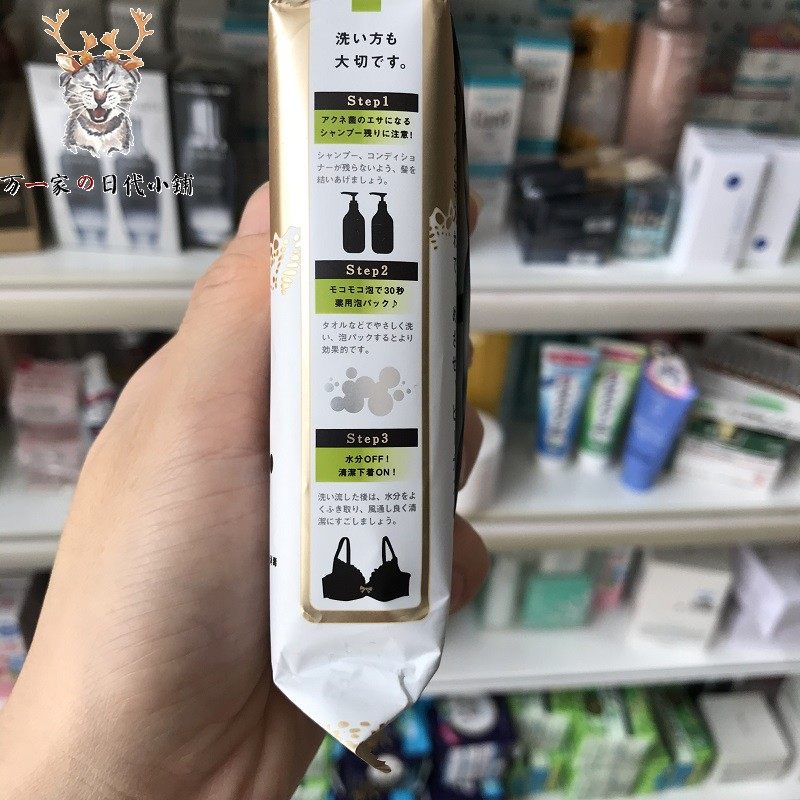 万一家の日代小舖
洗い方も
大切です。
Step1
アクネ菌のエサになる
シャンプー残りに注意!
シャンプー、コンディショ
ナーが残らないよう、髪を
結いあげましょう。
Step2
モコモコ泡で30秒
薬用泡パック♪
タオルなどでやさしく洗
い、泡パックするとより
効果的です。
Step3
水分OFF!
清潔下着ON!
洗い流した後は、水分をよ
くふき取り、風通し良く清
潔にすごしましょう。